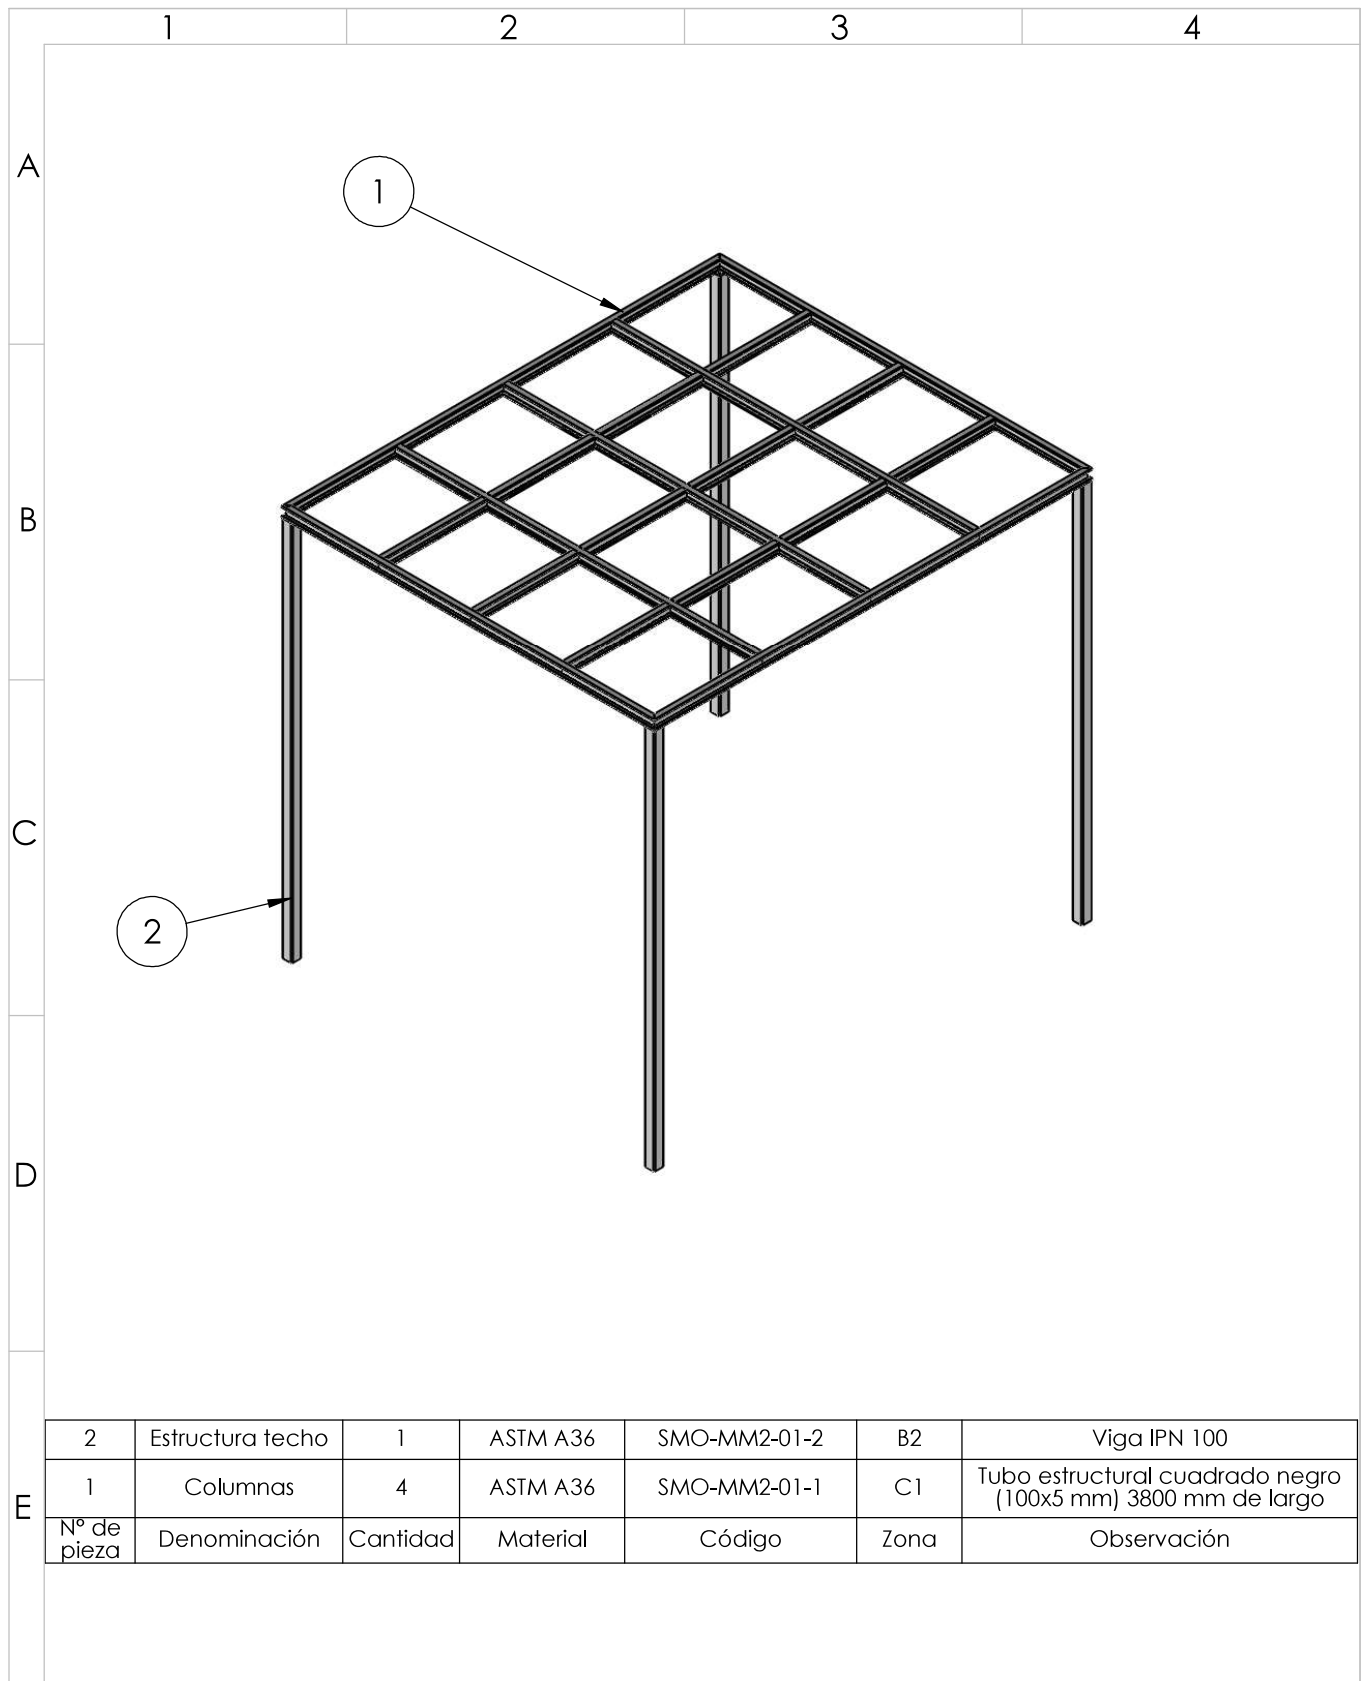 1 2 3 4
A
1
B
C
2
D
2 Estructura techo 1 ASTM A36 SMO-MM2-01-2 B2 Viga IPN 100
1 Columnas 4 ASTM A36 SMO-MM2-01-1 C1 Tubo estructural cuadrado negro
(100x5 mm) 3800 mm de largo
E
Nº de
pieza Denominación Cantidad Material Código Zona Observación